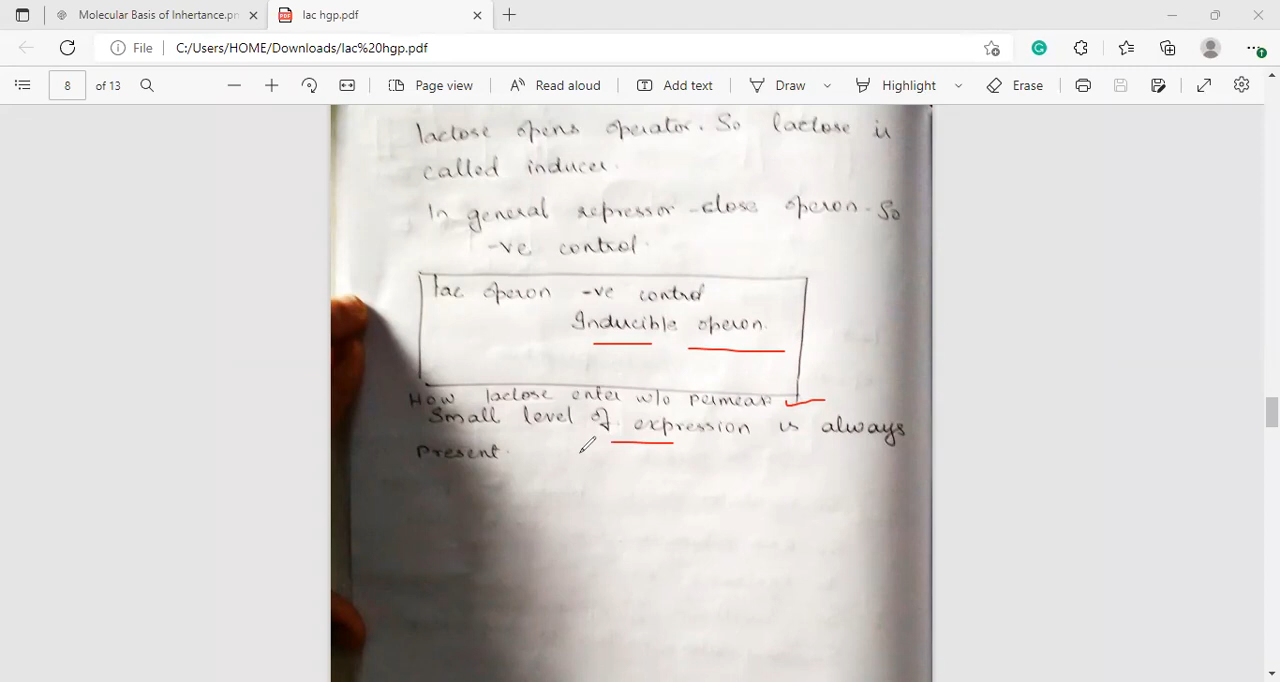 Molecular Basis of Inhertance.pr
lac hgp.pdf
File
C:/Users/HOME/Downloads/lac%20hgp.pdf
8 of 13
Page view
Read aloud
Add text
Draw
Highlight
Erase
lactose opens operator. So lactose is
called inducer.
In general repressor close operon. So
-ve control.
lac operon -ve control
Inducible operon.
How lactose enter w/o permeas
Small level of expression is always
present.